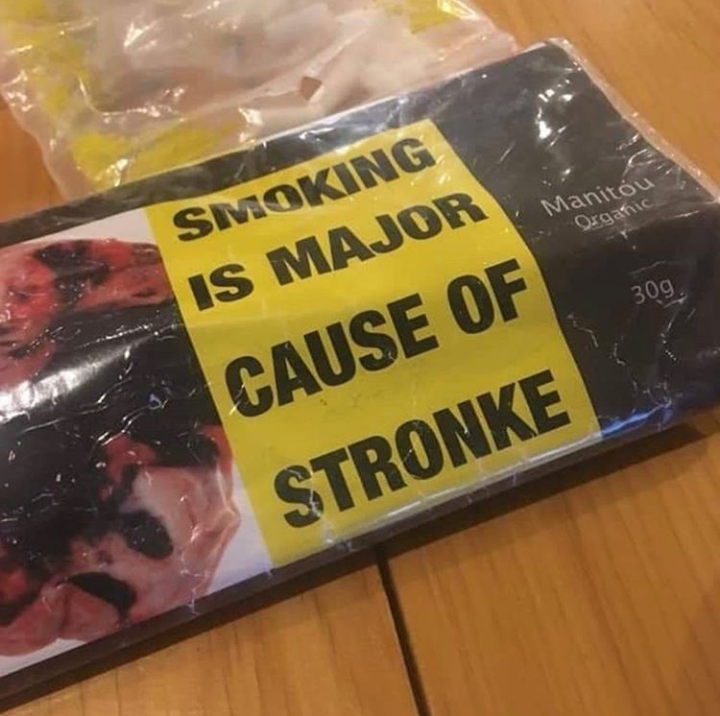 SMOKING
IS MAJOR
CAUSE OF
STRONKE
Manitou
Organic
30g